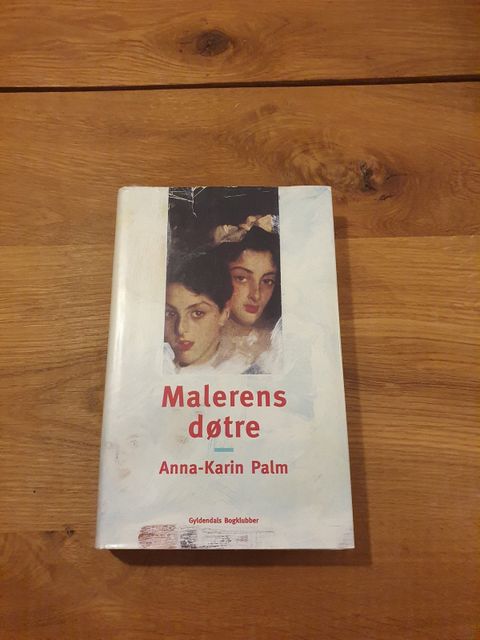 Malerens
døtre
Anna-Karin Palm
Gyldendals Bogklubber